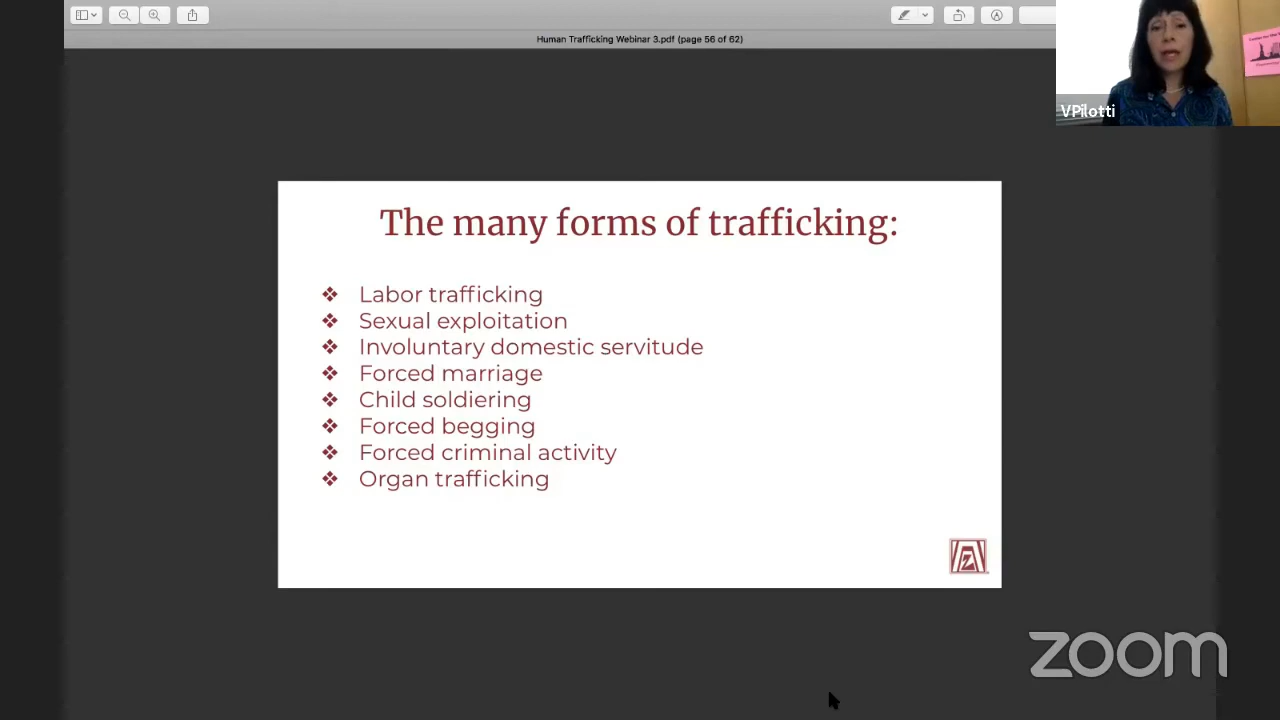 Human Trafficking Webinar 3.pdf (page 56 of 62)
VPilotti
The many forms of trafficking:
❖ Labor trafficking
❖ Sexual exploitation
❖ Involuntary domestic servitude
❖ Forced marriage
❖ Child soldiering
❖ Forced begging
❖ Forced criminal activity
❖ Organ trafficking
zoom